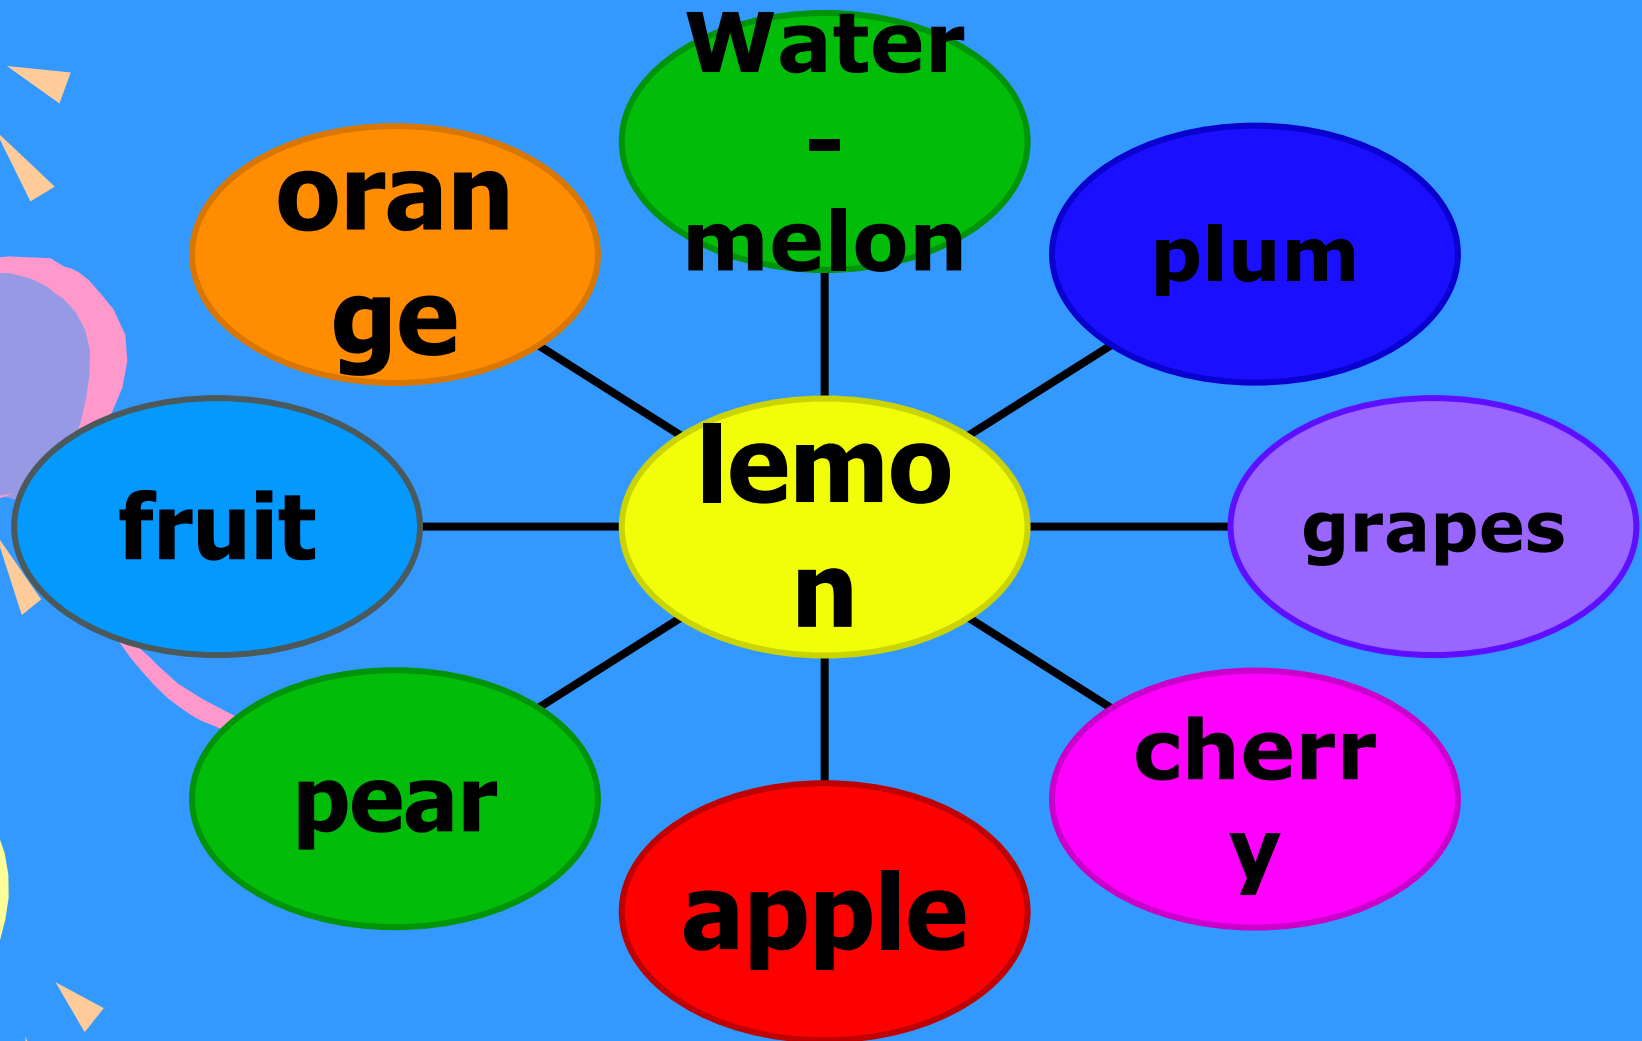 Water
-
melon
oran
ge
plum
fruit
lemo
n
grapes
pear
cherr
y
apple